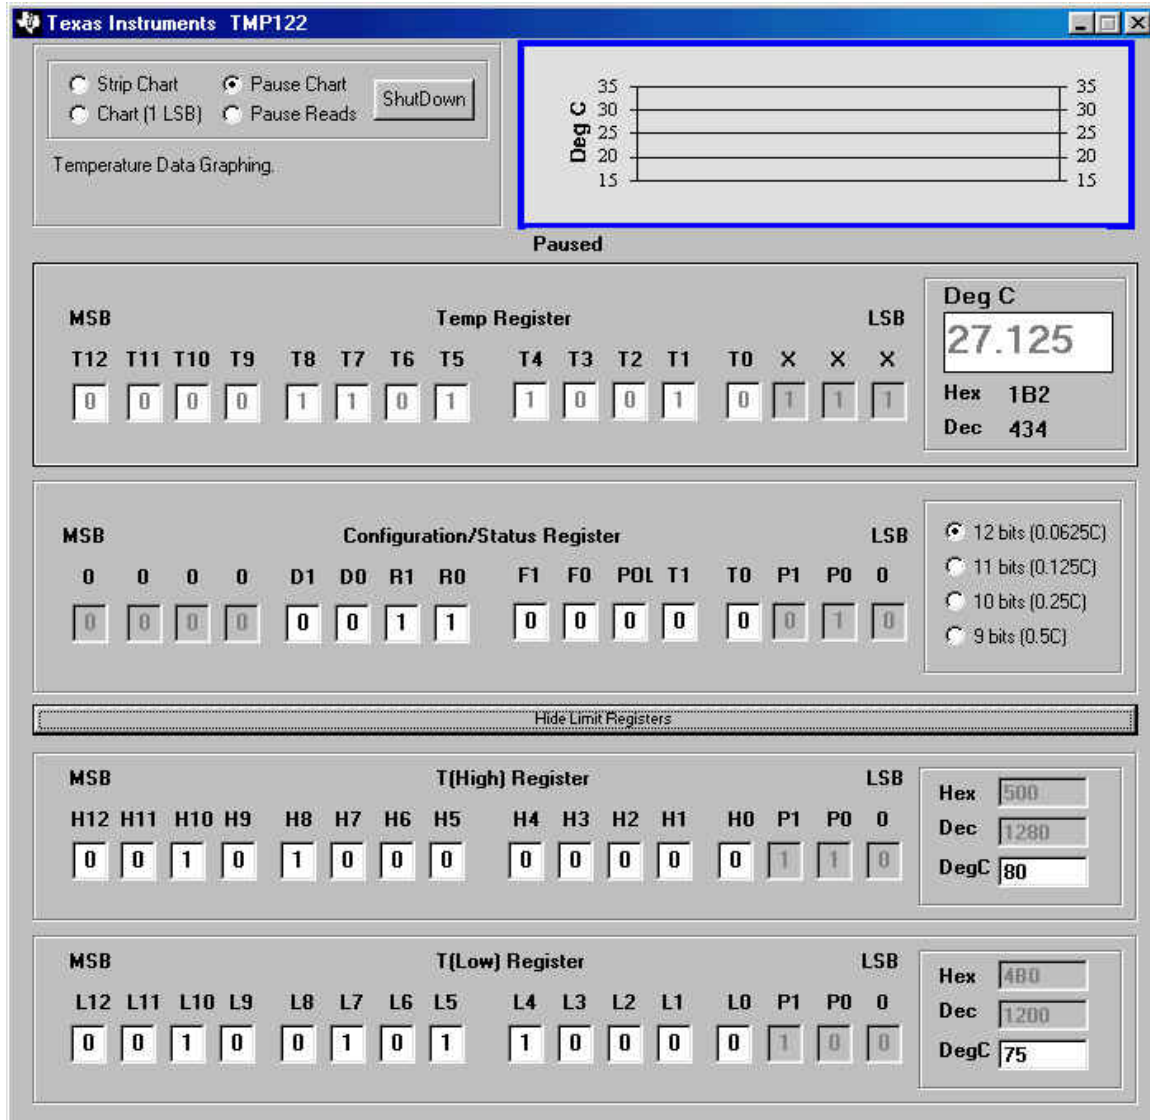 Texas Instruments TMP122
Strip Chart Pause Chart ShutDown
Chart (1 LSB) Pause Reads
Temperature Data Graphing.
Deg C
35 35
30 30
25 25
20 20
15 15
Paused
MSB Temp Register LSB
T12 T11 T10 T9 T8 T7 T6 T5 T4 T3 T2 T1 T0 X X X
0 0 0 0 1 1 0 1 1 0 0 1 0 1 1 1
Deg C
27.125
Hex 1B2
Dec 434
MSB Configuration/Status Register LSB
0 0 0 0 D1 D0 R1 R0 F1 F0 POL T1 T0 P1 P0 0
0 0 0 0 0 0 1 1 0 0 0 0 0 0 1 0
12 bits (0.0625C)
11 bits (0.125C)
10 bits (0.25C)
9 bits (0.5C)
Hide Limit Registers
MSB T(High) Register LSB
H12 H11 H10 H9 H8 H7 H6 H5 H4 H3 H2 H1 H0 P1 P0 0
0 0 1 0 1 0 0 0 0 0 0 0 0 1 1 0
Hex 500
Dec 1280
DegC 80
MSB T(Low) Register LSB
L12 L11 L10 L9 L8 L7 L6 L5 L4 L3 L2 L1 L0 P1 P0 0
0 0 1 0 0 1 0 1 1 0 0 0 0 1 0 0
Hex 4B0
Dec 1200
DegC 75